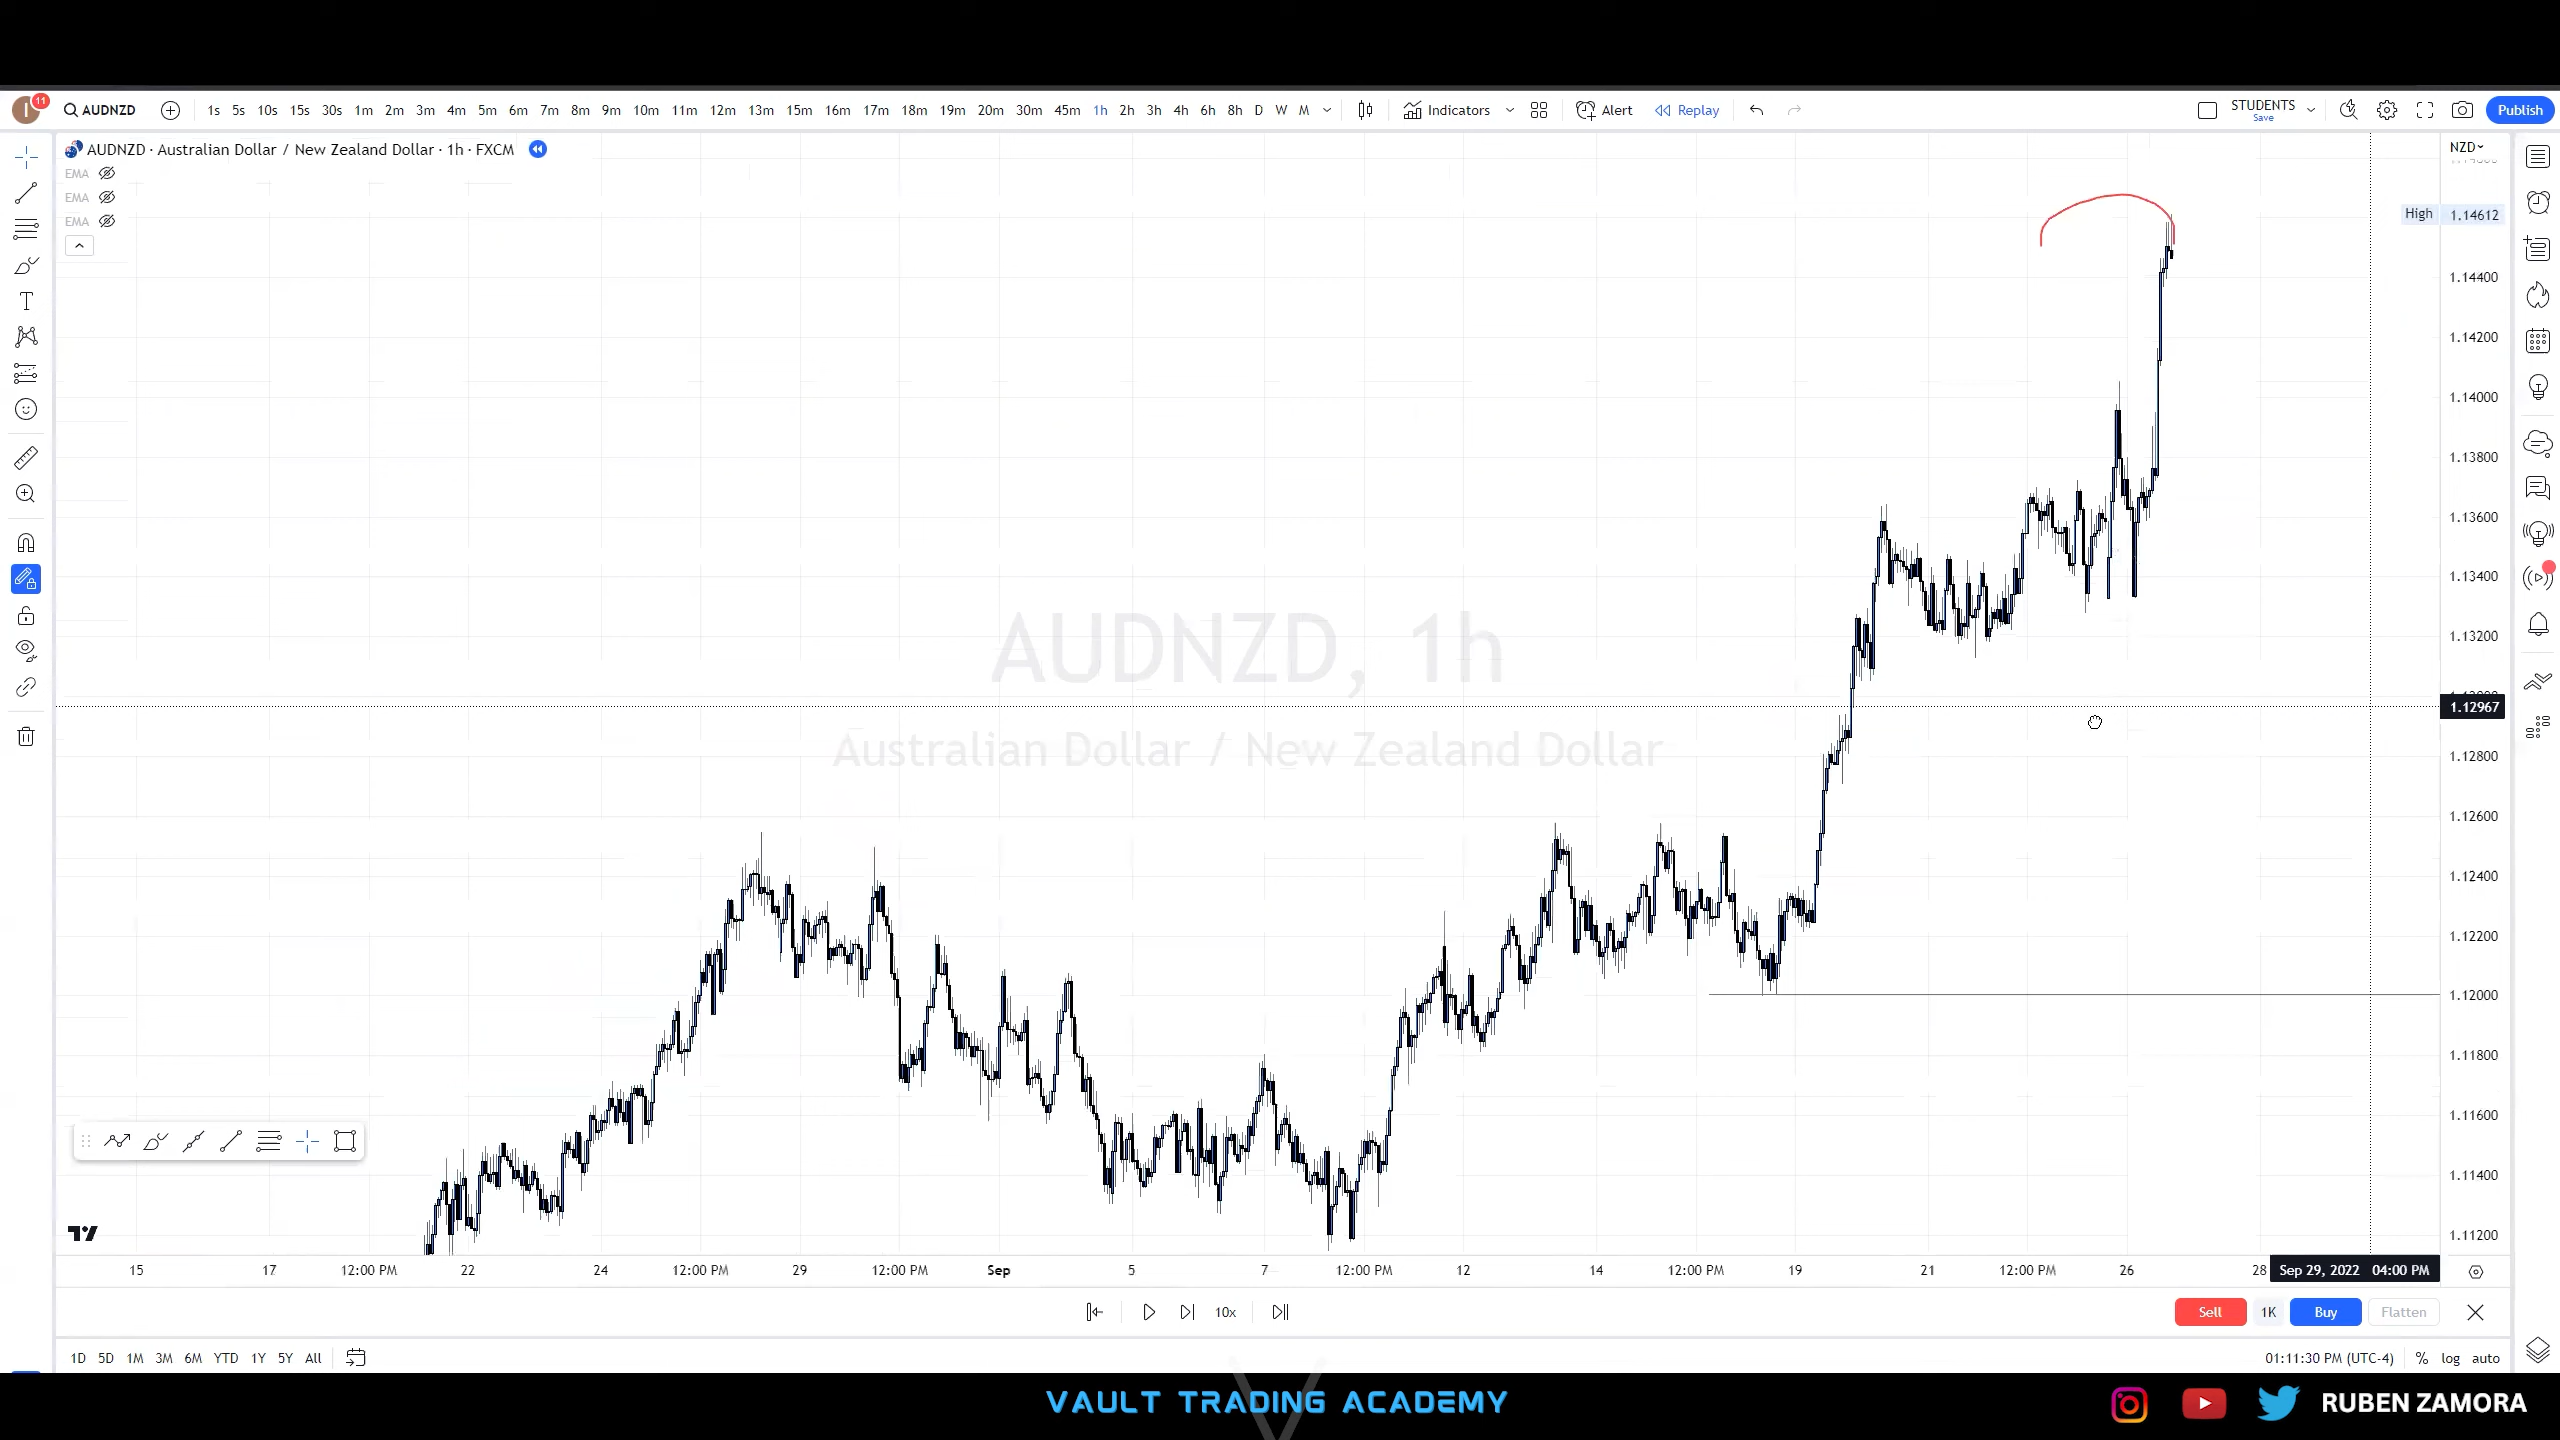 11 AUDNZD 1s 5s 10s 15s 30s 1m 2m 3m 4m 5m 6m 7m 8m 9m 10m 11m 12m 13m 15m 16m 17m 18m 19m 20m 30m 45m 1h 2h 3h 4h 6h 8h D W M Indicators Alert Replay STUDENTS Save Publish
AUDNZD · Australian Dollar / New Zealand Dollar · 1h · FXCM
NZD
EMA
EMA
EMA
High 1.14612
1.14400
1.14200
1.14000
1.13800
1.13600
1.13400
1.13200
AUDNZD, 1h
1.12967
Australian Dollar / New Zealand Dollar
1.12800
1.12600
1.12400
1.12200
1.12000
1.11800
1.11600
1.11400
1.11200
15 17 12:00 PM 22 24 12:00 PM 29 12:00 PM Sep 5 7 12:00 PM 12 14 12:00 PM 19 21 12:00 PM 26 28 Sep 29, 2022 04:00 PM
10x Sell 1K Buy Flatten
1D 5D 1M 3M 6M YTD 1Y 5Y All 01:11:30 PM (UTC-4) % log auto
VAULT TRADING ACADEMY RUBEN ZAMORA